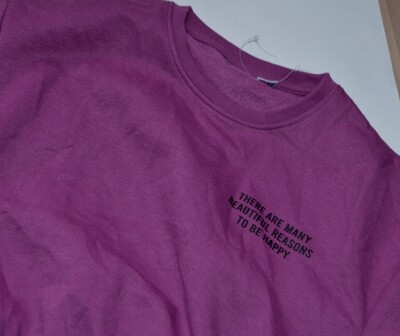 THERE ARE MANY
BEAUTIFUL REASONS
TO BE HAPPY